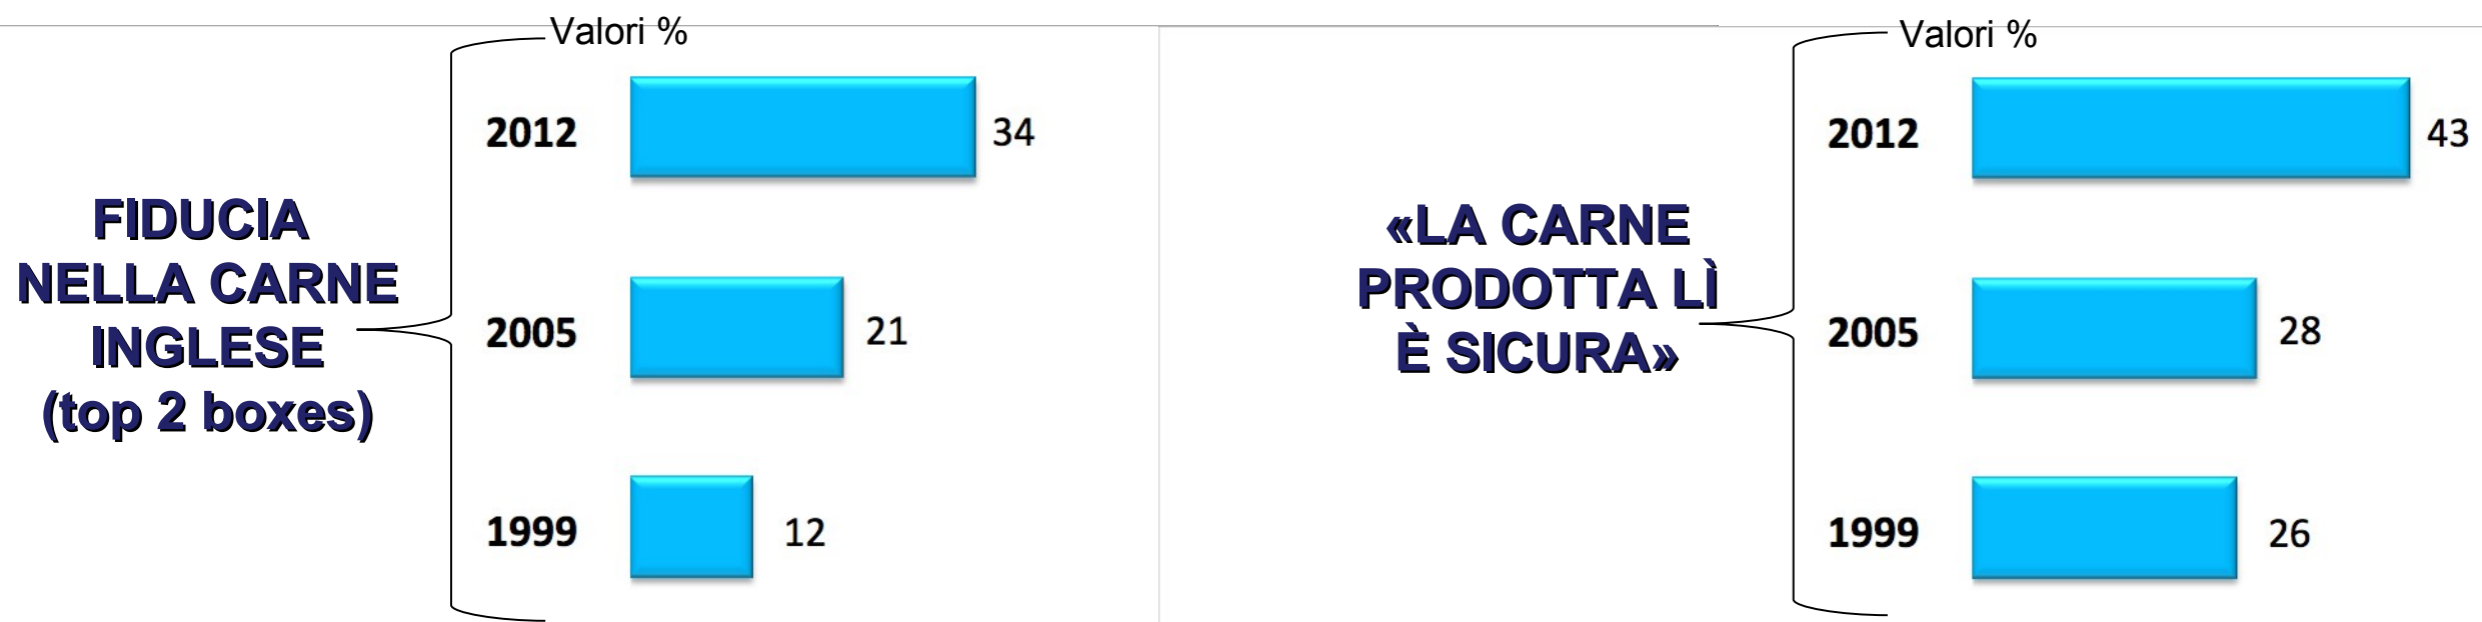 Valori %
FIDUCIA
NELLA CARNE
INGLESE
(top 2 boxes)
2012
34
2005
21
1999
12
Valori %
«LA CARNE
PRODOTTA LÌ
È SICURA»
2012
43
2005
28
1999
26